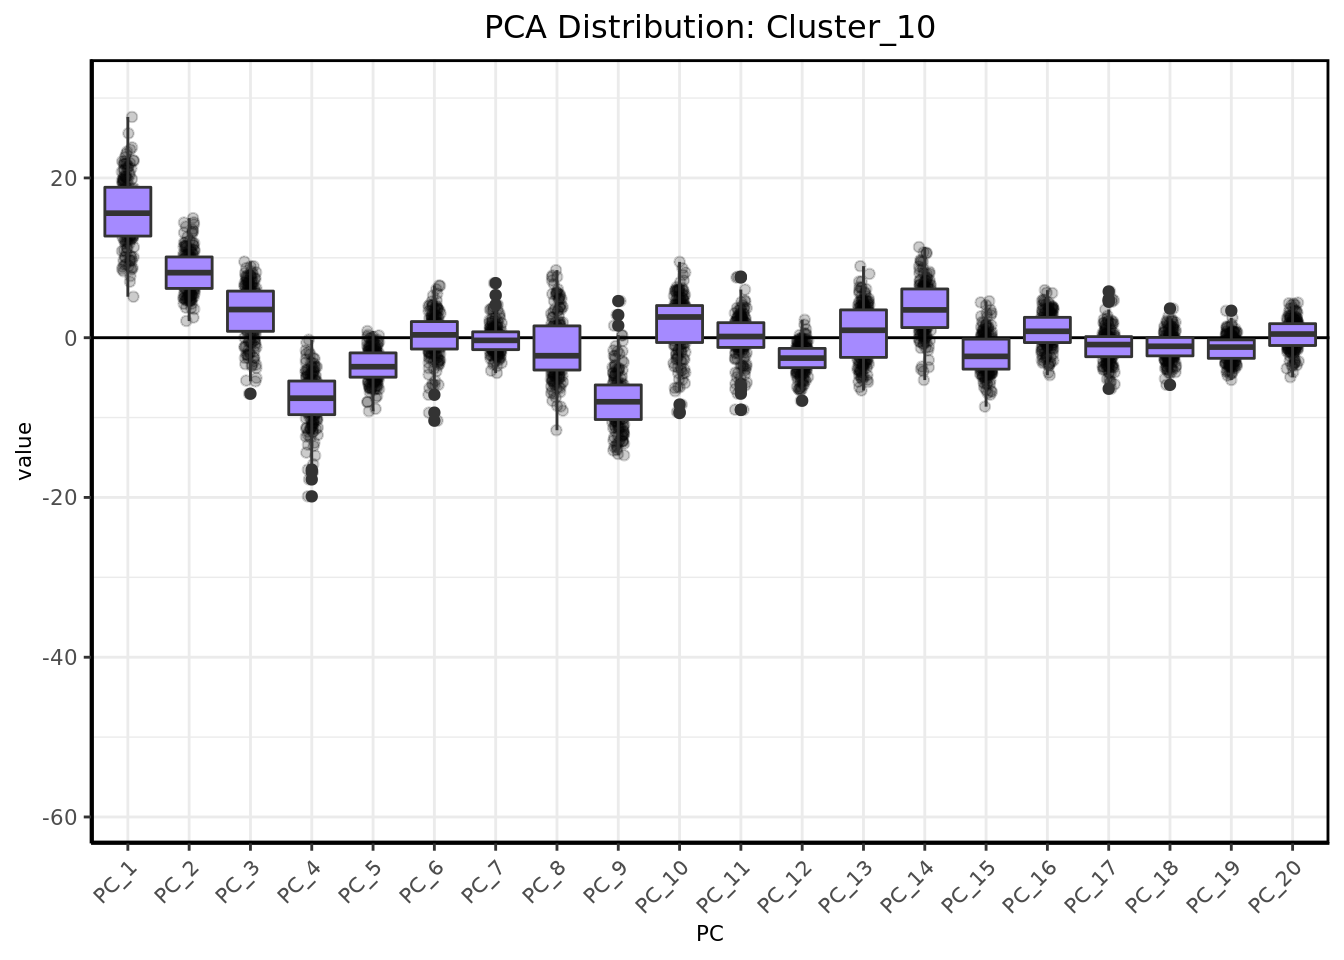 PCA Distribution: Cluster_10
value
20
0
-20
-40
-60
PC_1 PC_2 PC_3 PC_4 PC_5 PC_6 PC_7 PC_8 PC_9 PC_10 PC_11 PC_12 PC_13 PC_14 PC_15 PC_16 PC_17 PC_18 PC_19 PC_20
PC